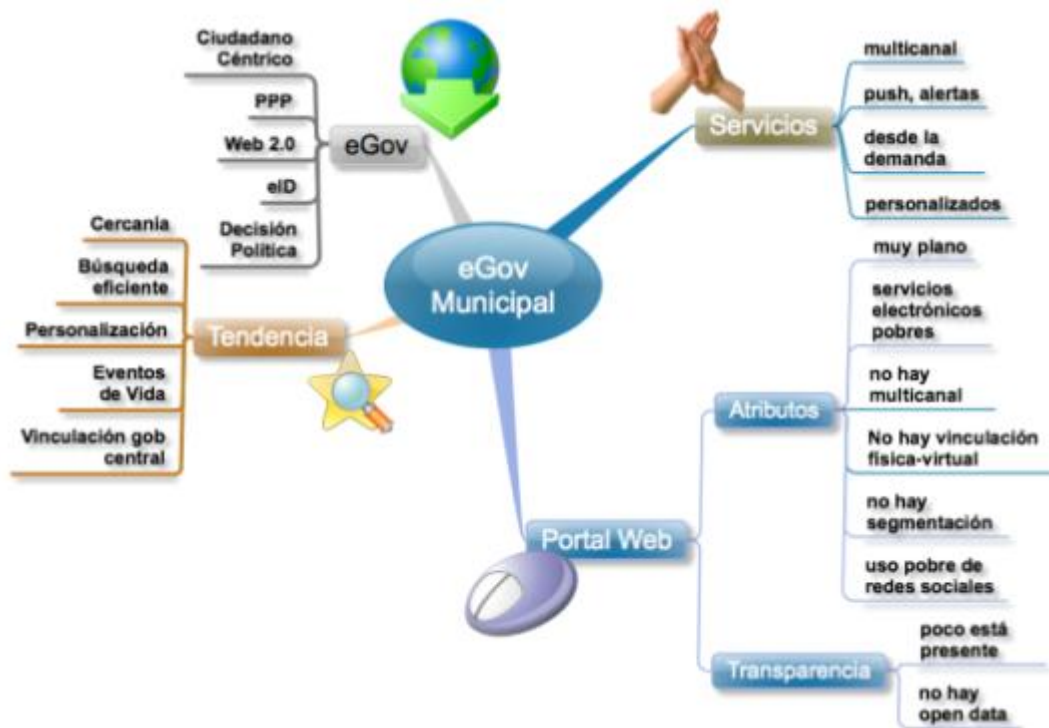 Ciudadano
Céntrico
PPP
Web 2.0
eID
Decisión
Política
eGov
Cercania
Búsqueda
eficiente
Personalización
Eventos
de Vida
Vinculación gob
central
Tendencia
eGov
Municipal
Servicios
multicanal
push, alertas
desde la
demanda
personalizados
Portal Web
Atributos
muy plano
servicios
electrónicos
pobres
no hay
multicanal
No hay vinculación
física-virtual
no hay
segmentación
uso pobre de
redes sociales
Transparencia
poco está
presente
no hay
open data